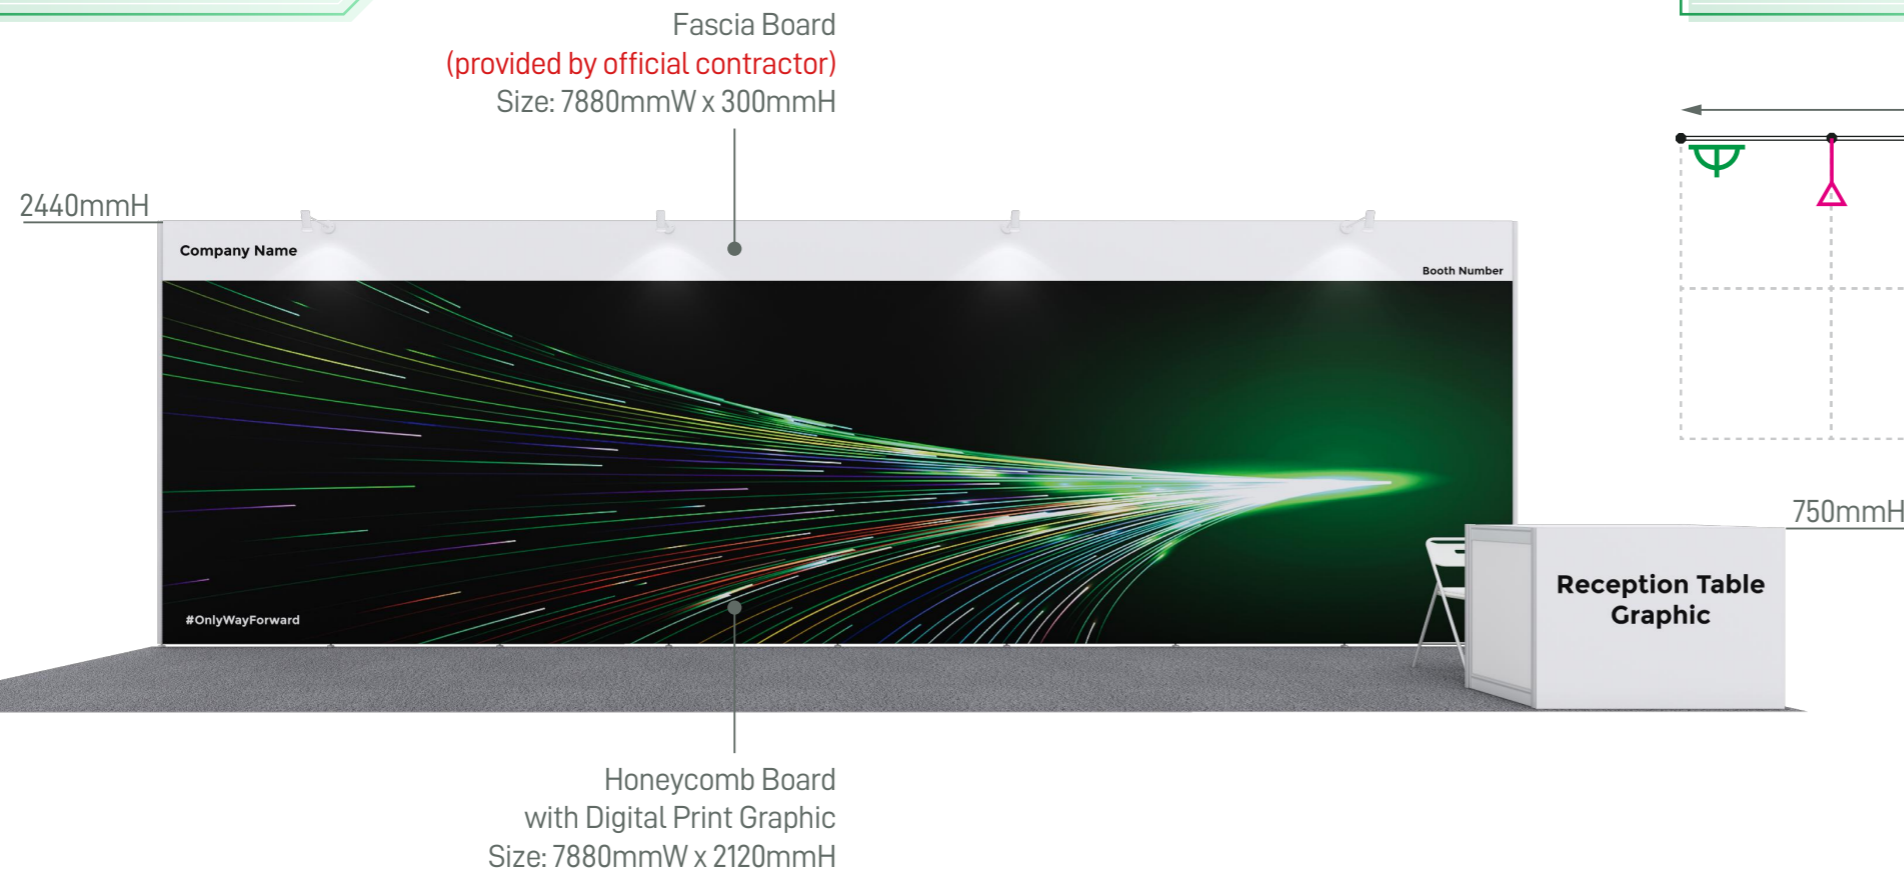 Fascia Board
(provided by official contractor)
Size: 7880mmW x 300mmH
2440mmH
Company Name
Booth Number
750mmH
Reception Table
Graphic
#OnlyWayForward
Honeycomb Board
with Digital Print Graphic
Size: 7880mmW x 2120mmH